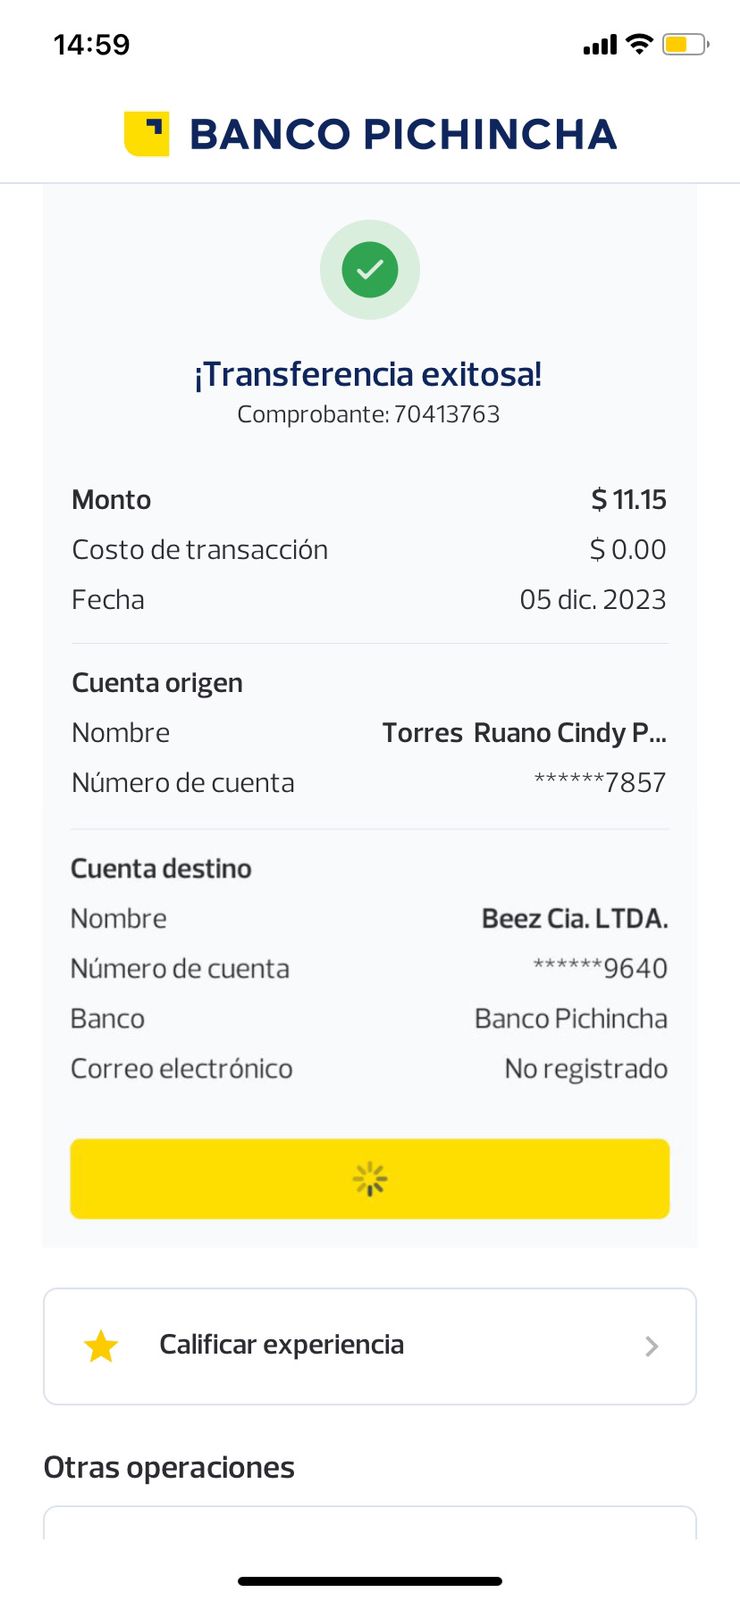 14:59
BANCO PICHINCHA
¡Transferencia exitosa!
Comprobante: 70413763
Monto $ 11.15
Costo de transacción $ 0.00
Fecha 05 dic. 2023
Cuenta origen
Nombre Torres Ruano Cindy P...
Número de cuenta ******7857
Cuenta destino
Nombre Beez Cia. LTDA.
Número de cuenta ******9640
Banco Banco Pichincha
Correo electrónico No registrado
Calificar experiencia
Otras operaciones